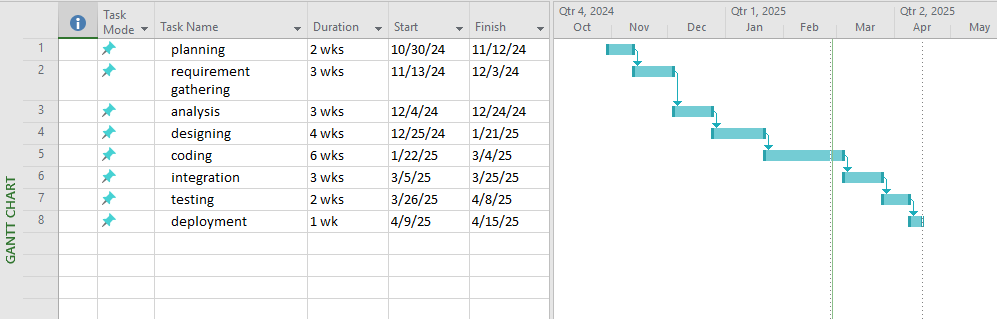 Qtr 4, 2024 Qtr 1, 2025 Qtr 2, 2025
Task Mode Task Name Duration Start Finish Oct Nov Dec Jan Feb Mar Apr May
1 planning 2 wks 10/30/24 11/12/24
2 requirement gathering 3 wks 11/13/24 12/3/24
3 analysis 3 wks 12/4/24 12/24/24
4 designing 4 wks 12/25/24 1/21/25
5 coding 6 wks 1/22/25 3/4/25
6 integration 3 wks 3/5/25 3/25/25
7 testing 2 wks 3/26/25 4/8/25
8 deployment 1 wk 4/9/25 4/15/25
GANTT CHART